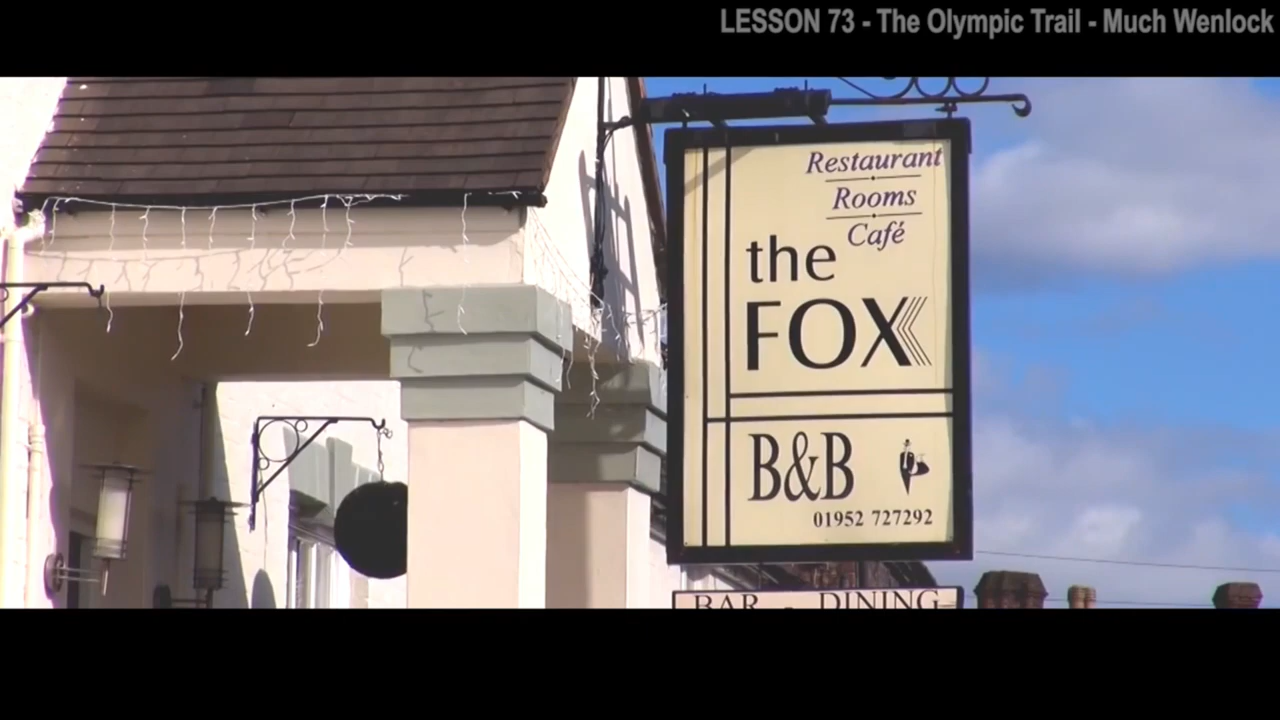 LESSON 73 - The Olympic Trail - Much Wenlock
Restaurant
Rooms
Café
the
FOX
B&B
01952 727292
BAR - DINING